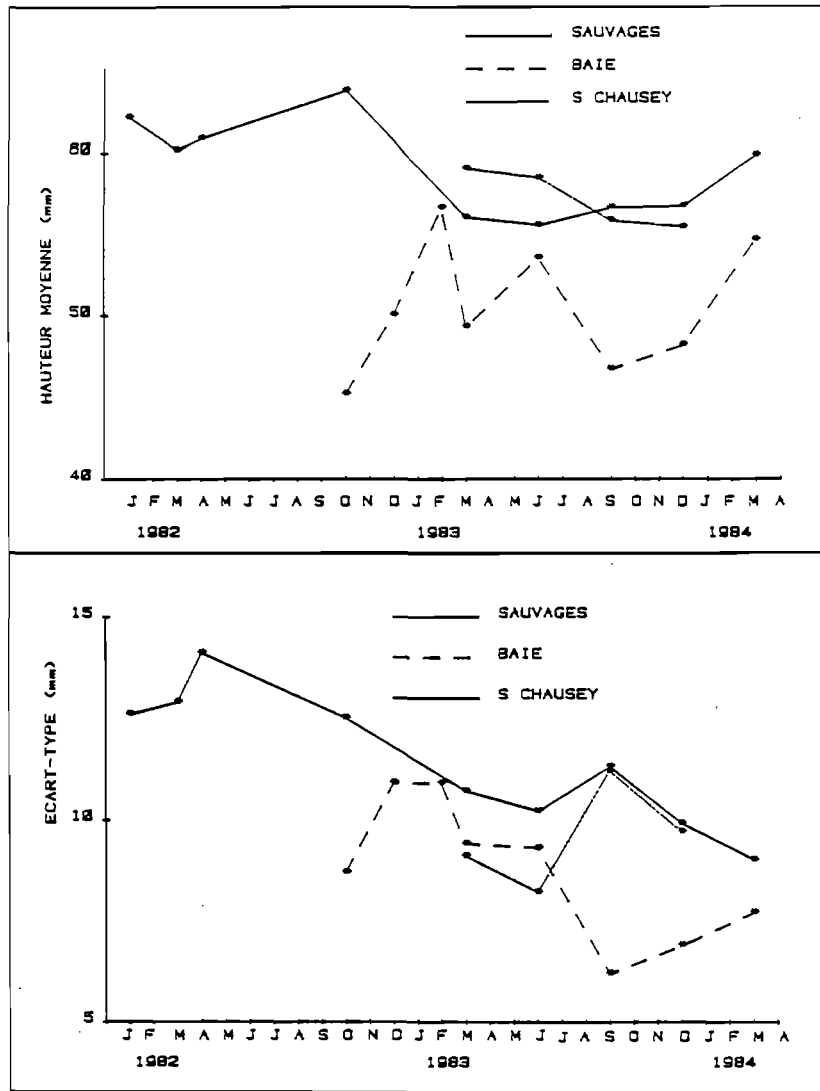 SAUVAGES
BAIE
S CHAUSEY
HAUTEUR MOYENNE (mm)
60
50
40
J F M A M J J A S O N D J F M A M J J A S O D J F M A
1982 1983 1984
ECART-TYPE (mm)
15
SAUVAGES
BAIE
S CHAUSEY
10
5
J F M A M J J A S O N D J F M A M J J A S O D J F M A
1982 1983 1984